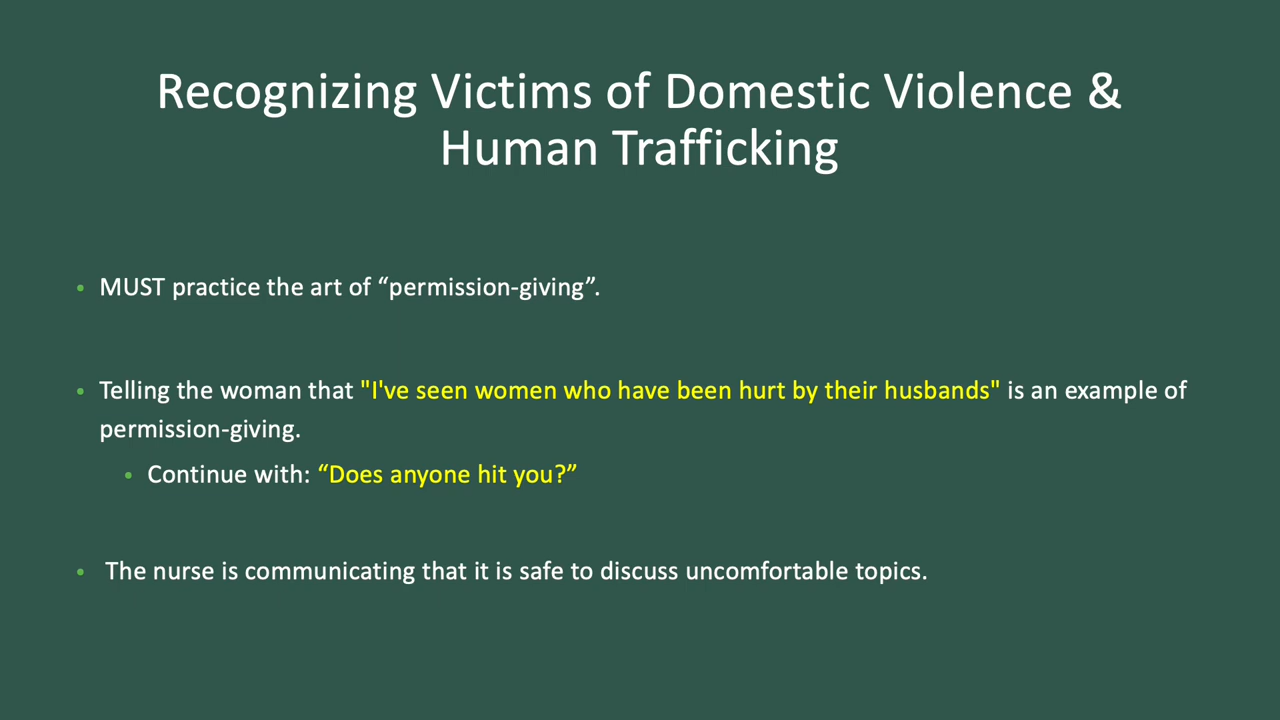 Recognizing Victims of Domestic Violence &
Human Trafficking
• MUST practice the art of “permission-giving”.
• Telling the woman that "I've seen women who have been hurt by their husbands" is an example of
permission-giving.
• Continue with: “Does anyone hit you?”
• The nurse is communicating that it is safe to discuss uncomfortable topics.